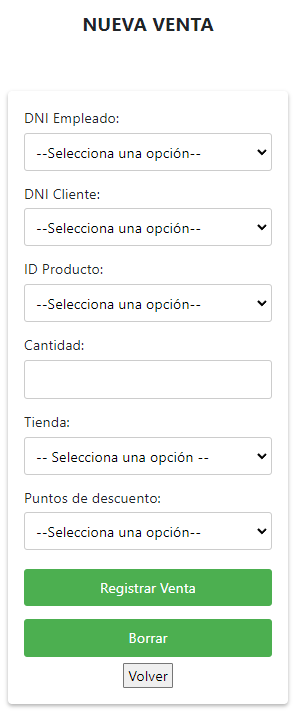 NUEVA VENTA
DNI Empleado:
--Selecciona una opción--
DNI Cliente:
--Selecciona una opción--
ID Producto:
--Selecciona una opción--
Cantidad:
Tienda:
-- Selecciona una opción --
Puntos de descuento:
--Selecciona una opción--
Registrar Venta
Borrar
Volver